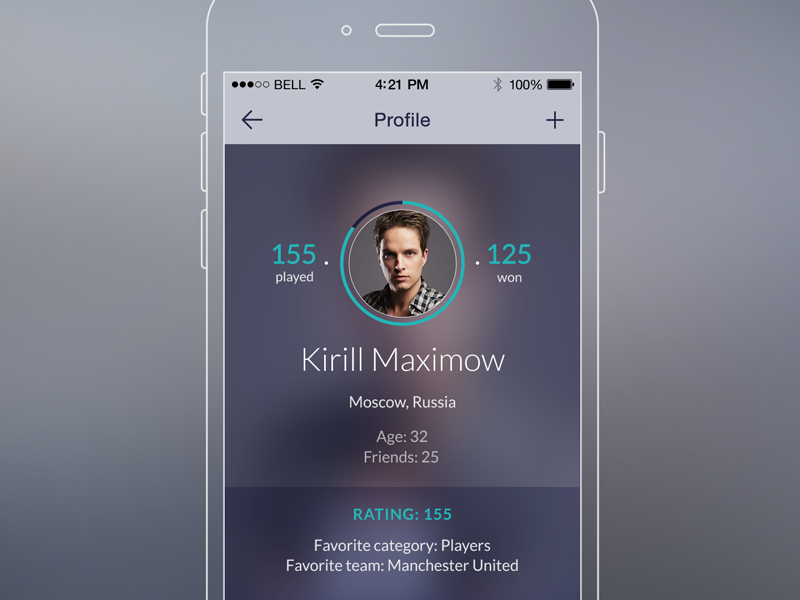 BELL 4:21 PM 100%
Profile
155 . . 125
played won
Kirill Maximow
Moscow, Russia
Age: 32
Friends: 25
RATING: 155
Favorite category: Players
Favorite team: Manchester United